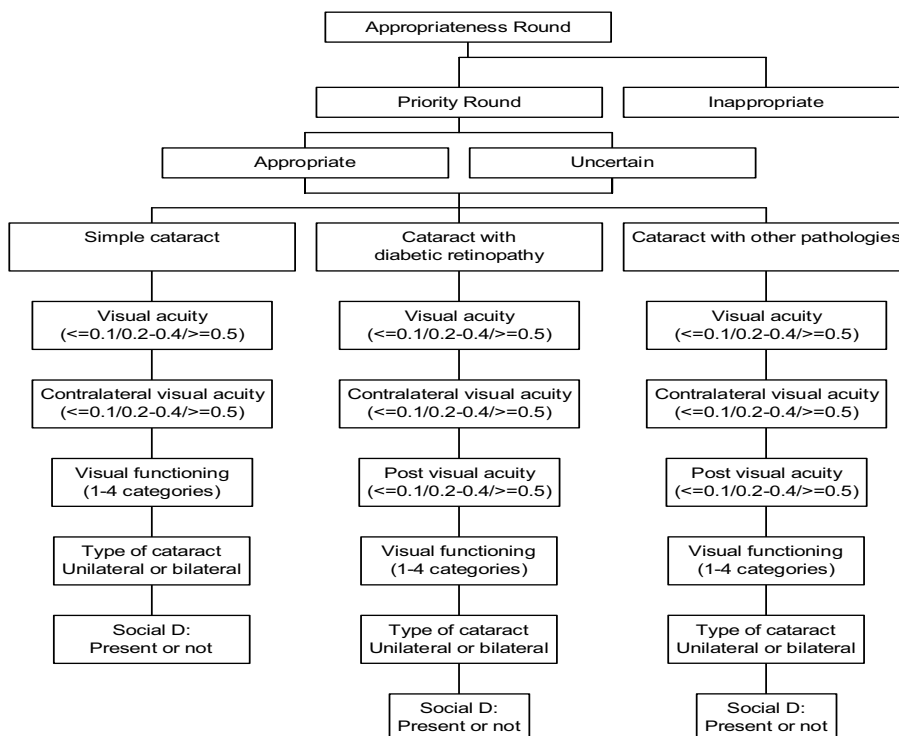 Appropriateness Round
Priority Round
Inappropriate
Appropriate
Uncertain
Simple cataract
Cataract with
diabetic retinopathy
Cataract with other pathologies
Visual acuity
(<=0.1/0.2-0.4/>=0.5)
Visual acuity
(<=0.1/0.2-0.4/>=0.5)
Visual acuity
(<=0.1/0.2-0.4/>=0.5)
Contralateral visual acuity
(<=0.1/0.2-0.4/>=0.5)
Contralateral visual acuity
(<=0.1/0.2-0.4/>=0.5)
Contralateral visual acuity
(<=0.1/0.2-0.4/>=0.5)
Visual functioning
(1-4 categories)
Post visual acuity
(<=0.1/0.2-0.4/>=0.5)
Post visual acuity
(<=0.1/0.2-0.4/>=0.5)
Type of cataract
Unilateral or bilateral
Visual functioning
(1-4 categories)
Visual functioning
(1-4 categories)
Social D:
Present or not
Type of cataract
Unilateral or bilateral
Type of cataract
Unilateral or bilateral
Social D:
Present or not
Social D:
Present or not